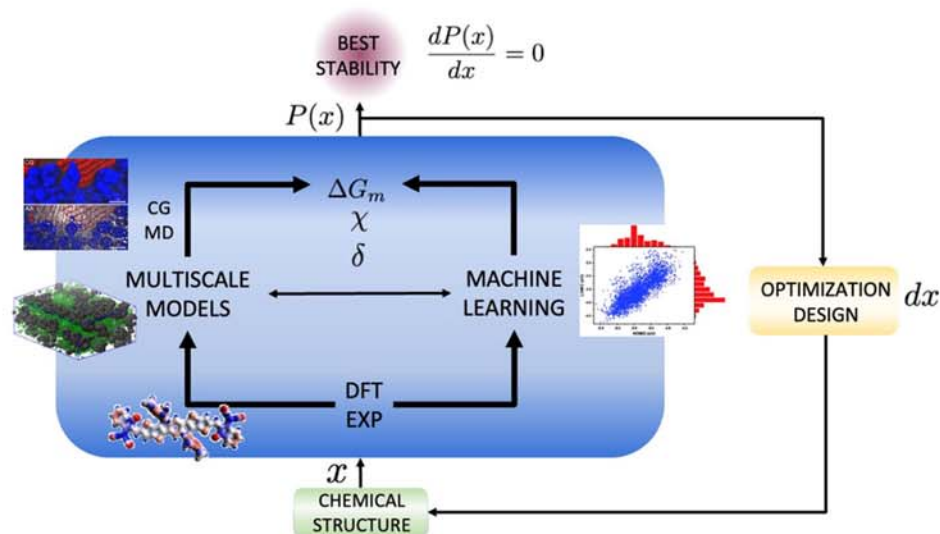 BEST
STABILITY
dP(x)
dx
= 0
P(x)
CG
MD
ΔG_m
χ
δ
MULTISCALE
MODELS
MACHINE
LEARNING
OPTIMIZATION
DESIGN
dx
DFT
EXP
x
CHEMICAL
STRUCTURE